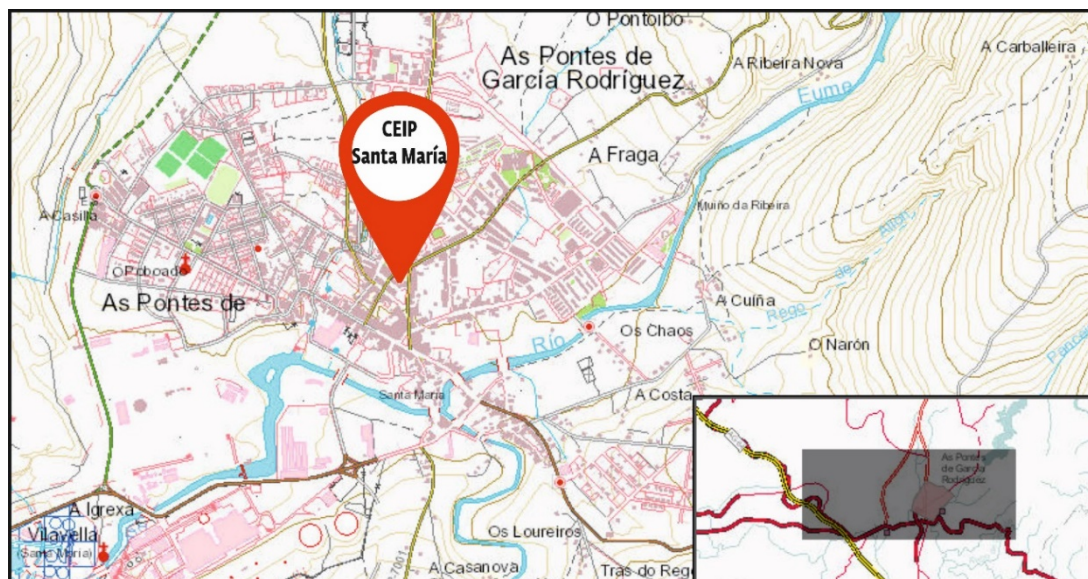 O Pontoibo
As Pontes de
García Rodríguez
A Carballeira
A Ribeira Nova
Eume
CEIP
Santa María
A Fraga
A Casilla
Muiño da Ribeira
Rego de Aligrn,
O Poboado
As Pontes de
A Cuíña
Os Chaos
Río
O Narón
Santa María
A Costa
As Pontes
de García
Rodríguez
A Igrexa
Vilavella
(Santa María)
Os Loureiros
A Casanova
Tras do Rego